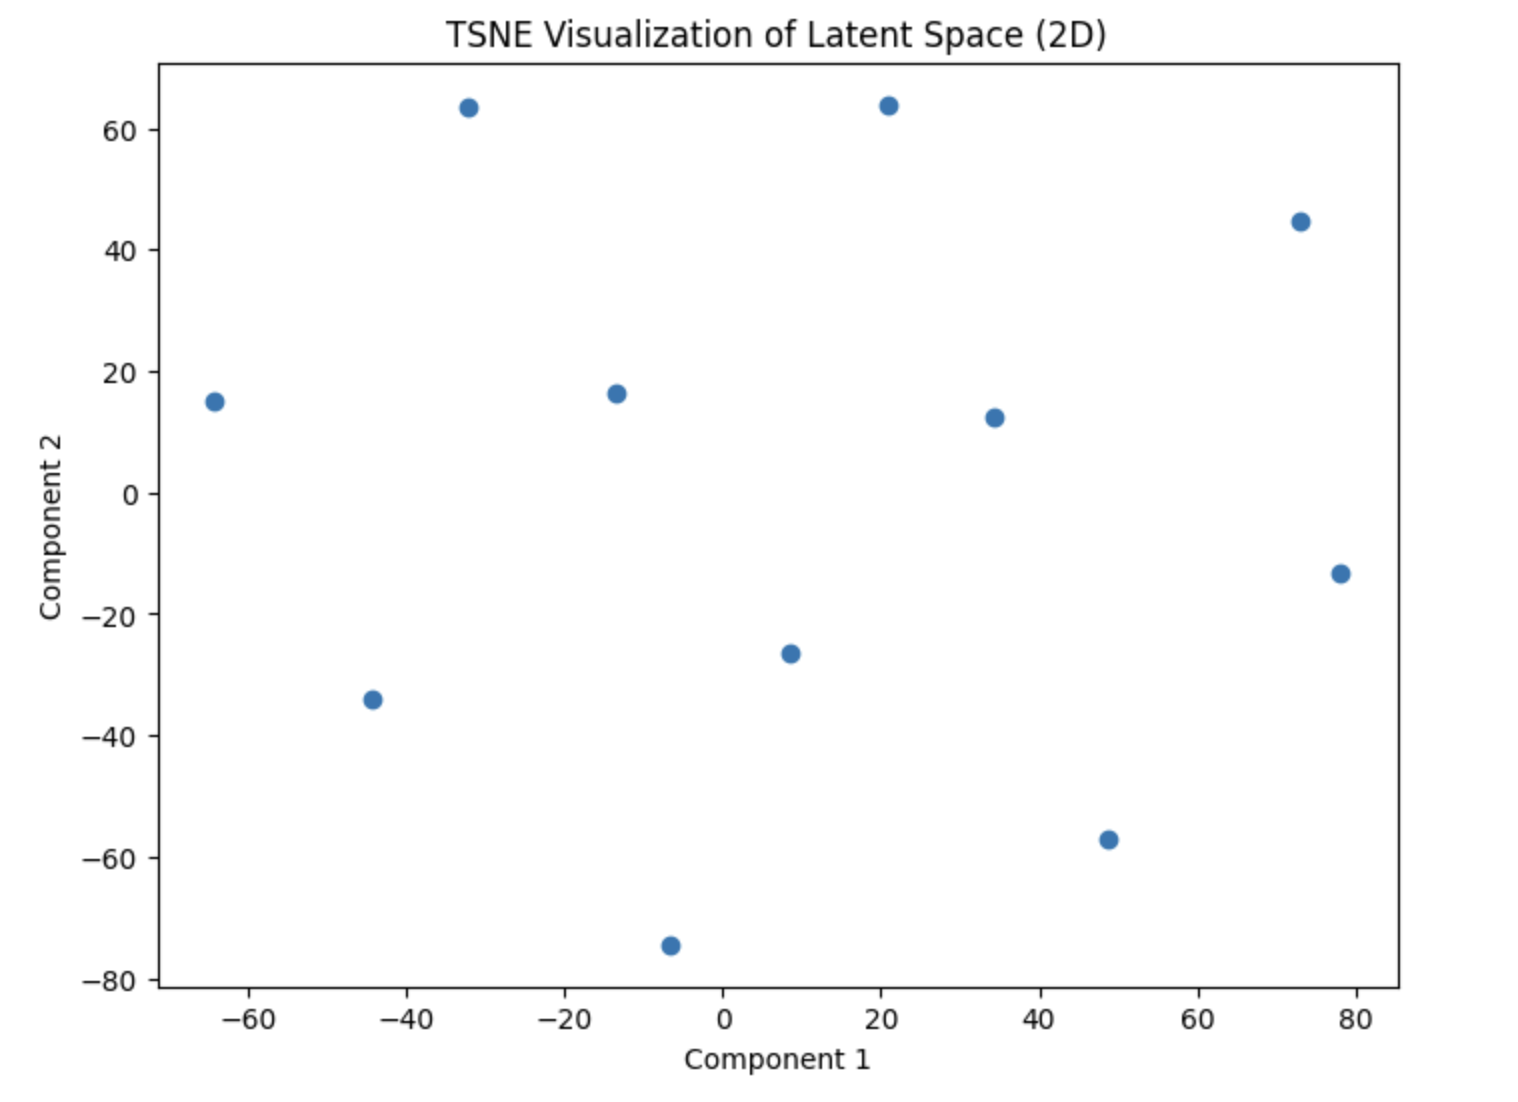 TSNE Visualization of Latent Space (2D)
60
40
20
0
−20
−40
−60
−80
Component 2
−60 −40 −20 0 20 40 60 80
Component 1